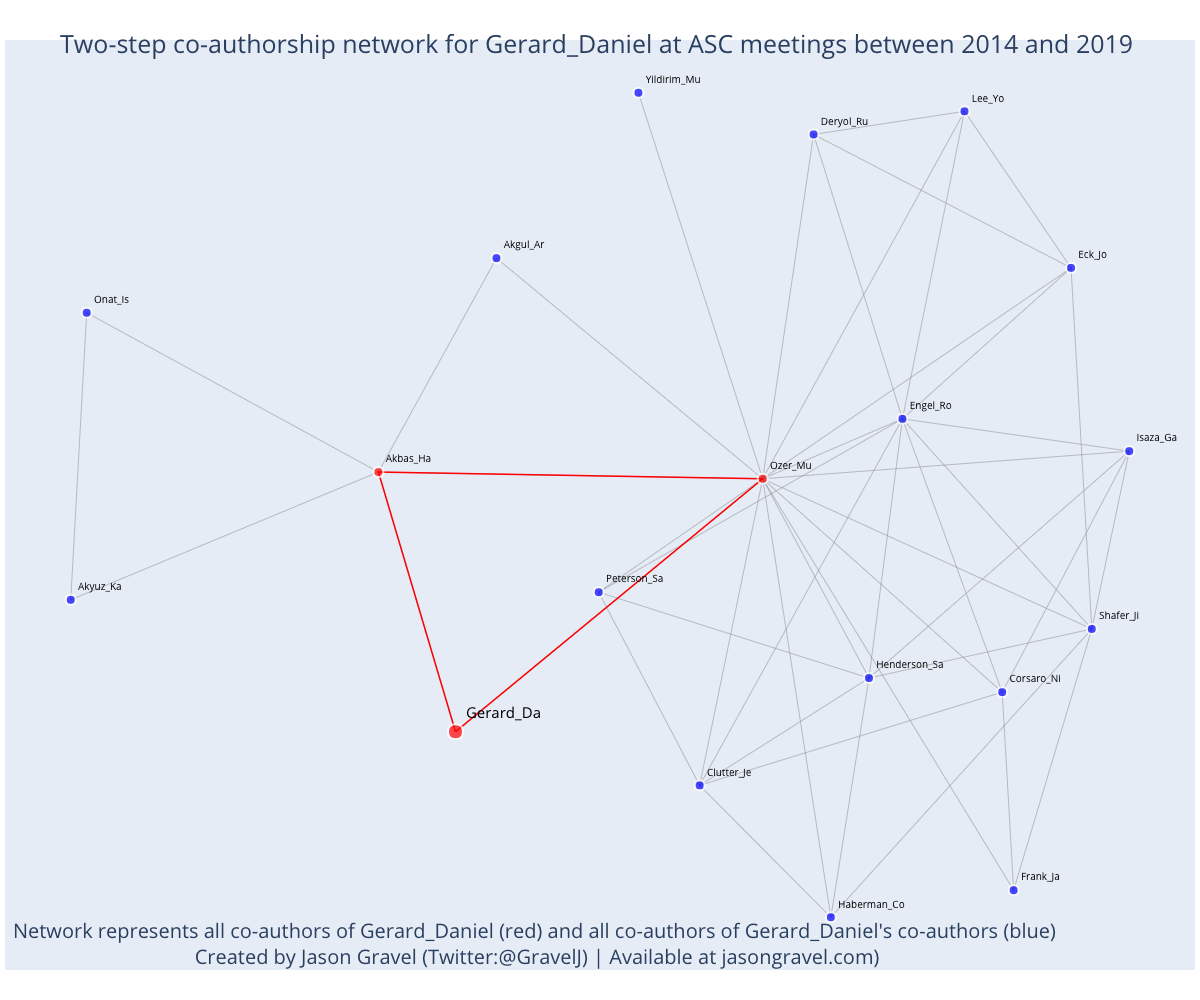 Two-step co-authorship network for Gerard_Daniel at ASC meetings between 2014 and 2019
Yildirim_Mu
Lee_Yo
Deryol_Ru
Akgul_Ar
Eck_Jo
Onat_Is
Engel_Ro
Isaza_Ga
Akbas_Ha
Ozer_Mu
Peterson_Sa
Akyuz_Ka
Shafer_Ji
Henderson_Sa
Corsaro_Ni
Gerard_Da
Clutter_Je
Frank_Ja
Haberman_Co
Network represents all co-authors of Gerard_Daniel (red) and all co-authors of Gerard_Daniel's co-authors (blue)
Created by Jason Gravel (Twitter:@GravelJ) | Available at jasongravel.com)